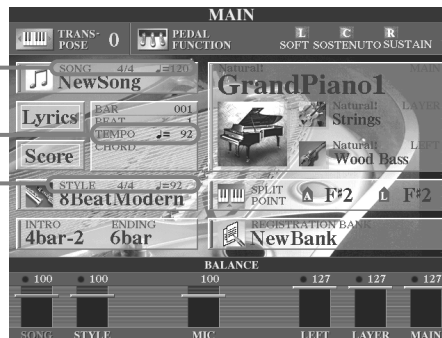 MAIN
TRANS-
POSE
0
PEDAL
FUNCTION
L C R
SOFT SOSTENUTO SUSTAIN
SONG 4/4 ♩=120
NewSong
Natural! MAIN
GrandPiano1
Lyrics
BAR 001
BEAT 1
TEMPO ♩= 92
CHORD
Score
Natural! LAYER
Strings
Natural! LEFT
Wood Bass
STYLE 4/4 ♩=92
8BeatModern
SPLIT
POINT
A F♯2 L F♯2
INTRO ENDING
4bar-2 6bar
REGISTRATION BANK
NewBank
BALANCE
100 100 100 127 127 127
SONG STYLE MIC LEFT LAYER MAIN